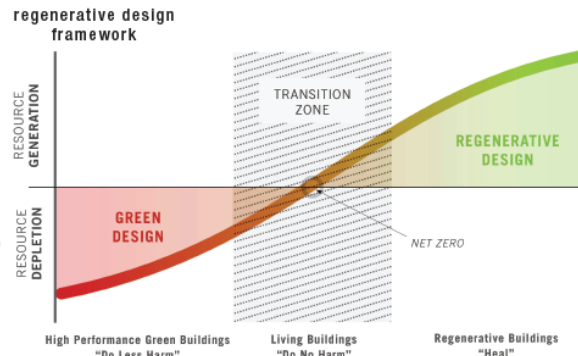 regenerative design
framework
RESOURCE
GENERATION
TRANSITION
ZONE
REGENERATIVE
DESIGN
GREEN
DESIGN
RESOURCE
DEPLETION
NET ZERO
High Performance Green Buildings
"Do Less Harm"
Living Buildings
"Do No Harm"
Regenerative Buildings
"Heal"